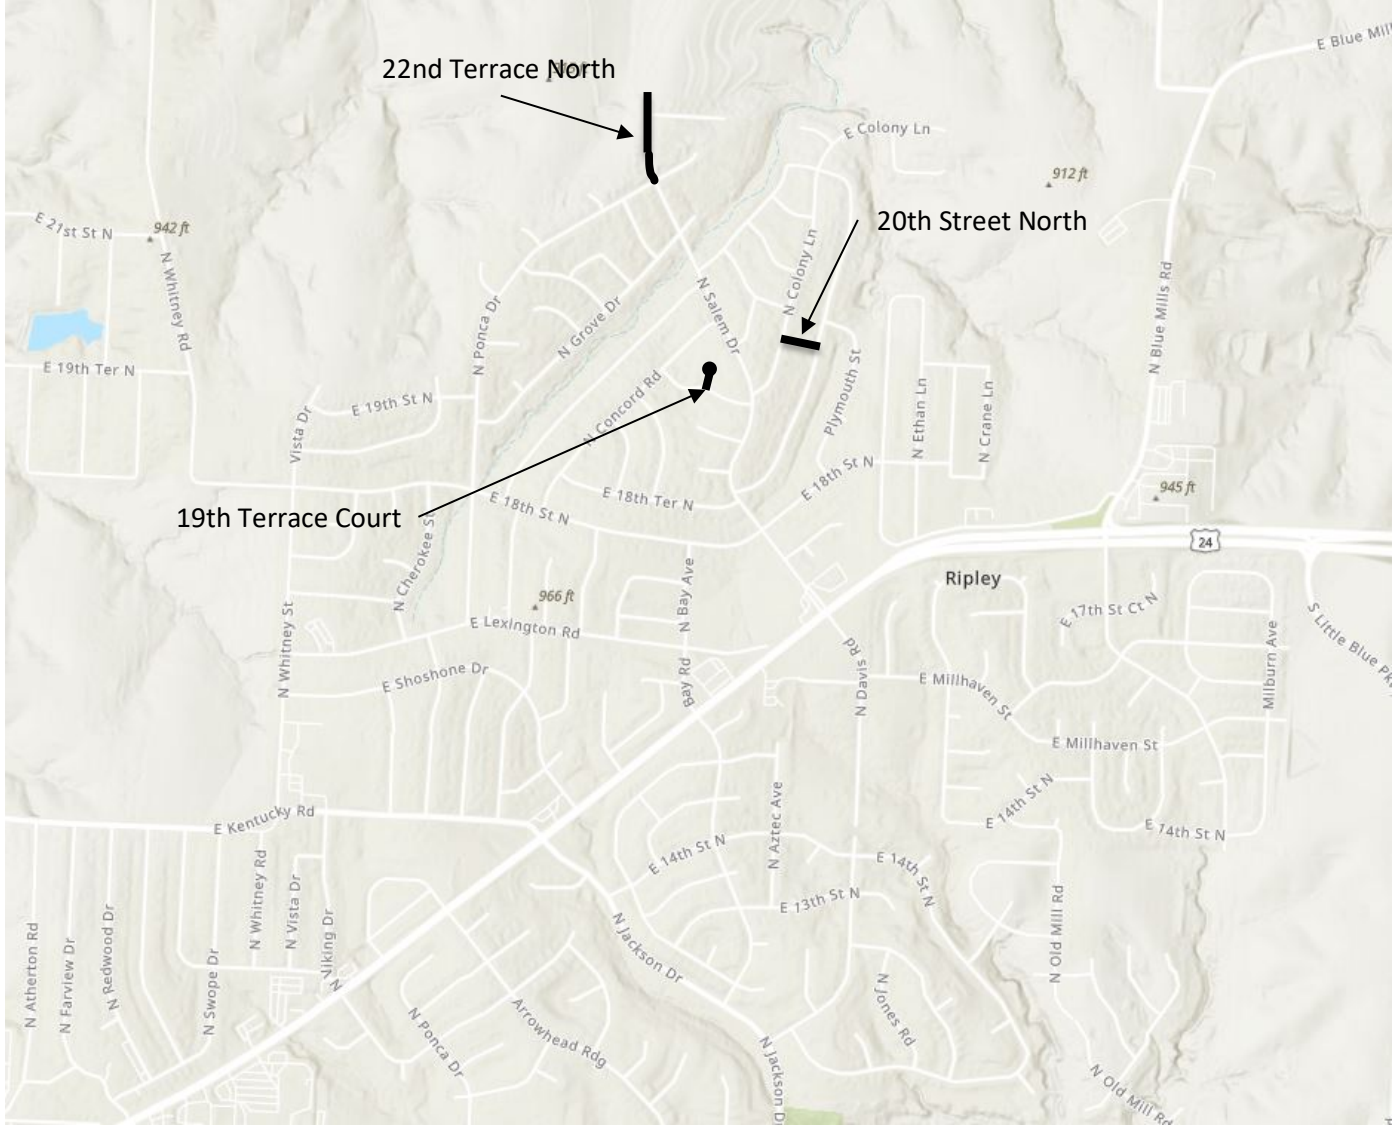 E Blue Mill
22nd Terrace North
E Colony Ln
912 ft
20th Street North
E 21st St N
942 ft
N Whitney Rd
N Colony Ln
N Salem Dr
N Blue Mills Rd
N Ponca Dr
N Grove Dr
E 19th Ter N
Plymouth St
E 19th St N
Vista Dr
N Concord Rd
N Ethan Ln
N Crane Ln
E 18th St N
E 18th Ter N
E 18th St N
945 ft
19th Terrace Court
24
N Cherokee St
Ripley
966 ft
N Bay Ave
E 17th St Ct N
E Lexington Rd
N Whitney St
S Little Blue Pk
Milburn Ave
E Shoshone Dr
Bay Rd
N Davis Rd
E Millhaven St
E Millhaven St
E Kentucky Rd
E 14th St N
E 14th St N
N Aztec Ave
E 14th St N
E 14th St N
E 13th St N
N Whitney Rd
N Vista Dr
N Old Mill Rd
N Atherton Rd
N Farview Dr
N Redwood Dr
N Swope Dr
Viking Dr
N
N Jackson Dr
N Jones Rd
N Ponca Dr
Arrowhead Rdg
N Jackson D
N Old Mill Rd